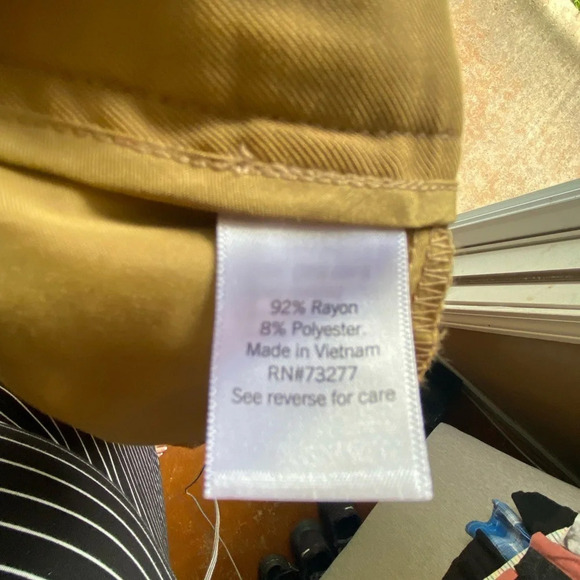 92% Rayon
8% Polyester.
Made in Vietnam
RN#73277
See reverse for care